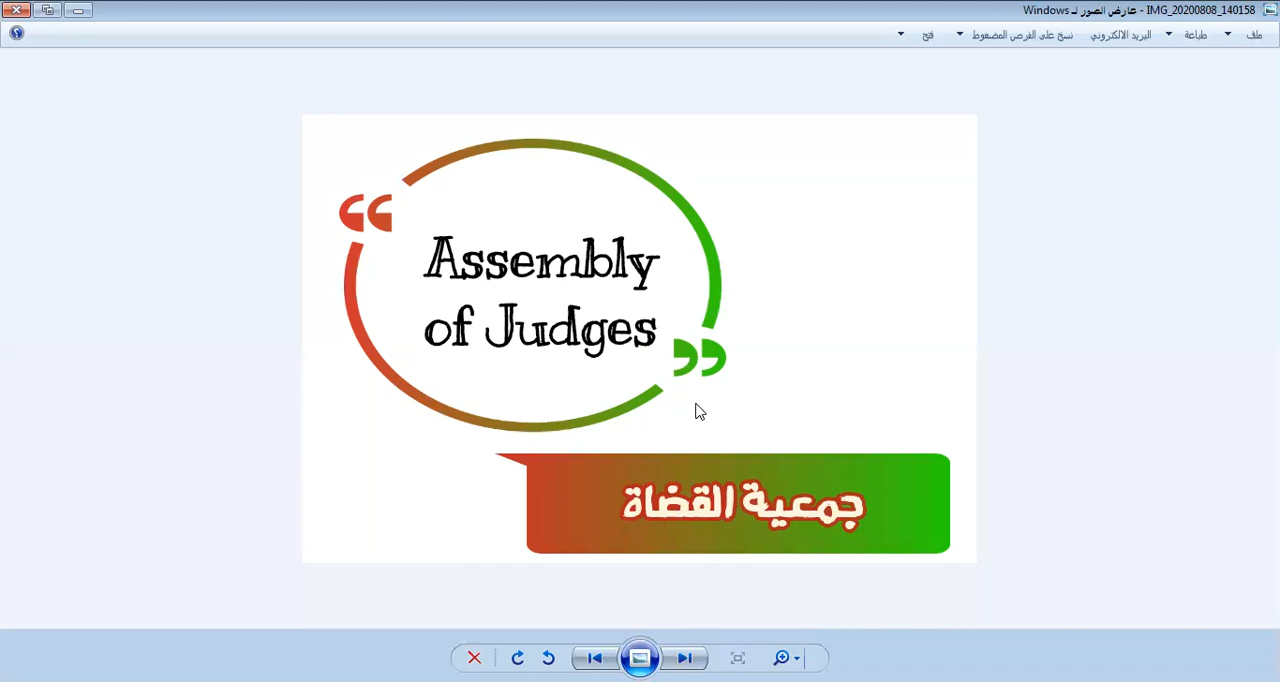 IMG_20200808_140158 - عارض الصور لـ Windows
ملف طباعة البريد الالكتروني نسخ على القرص المضغوط فتح
Assembly
of Judges
جمعية القضاة